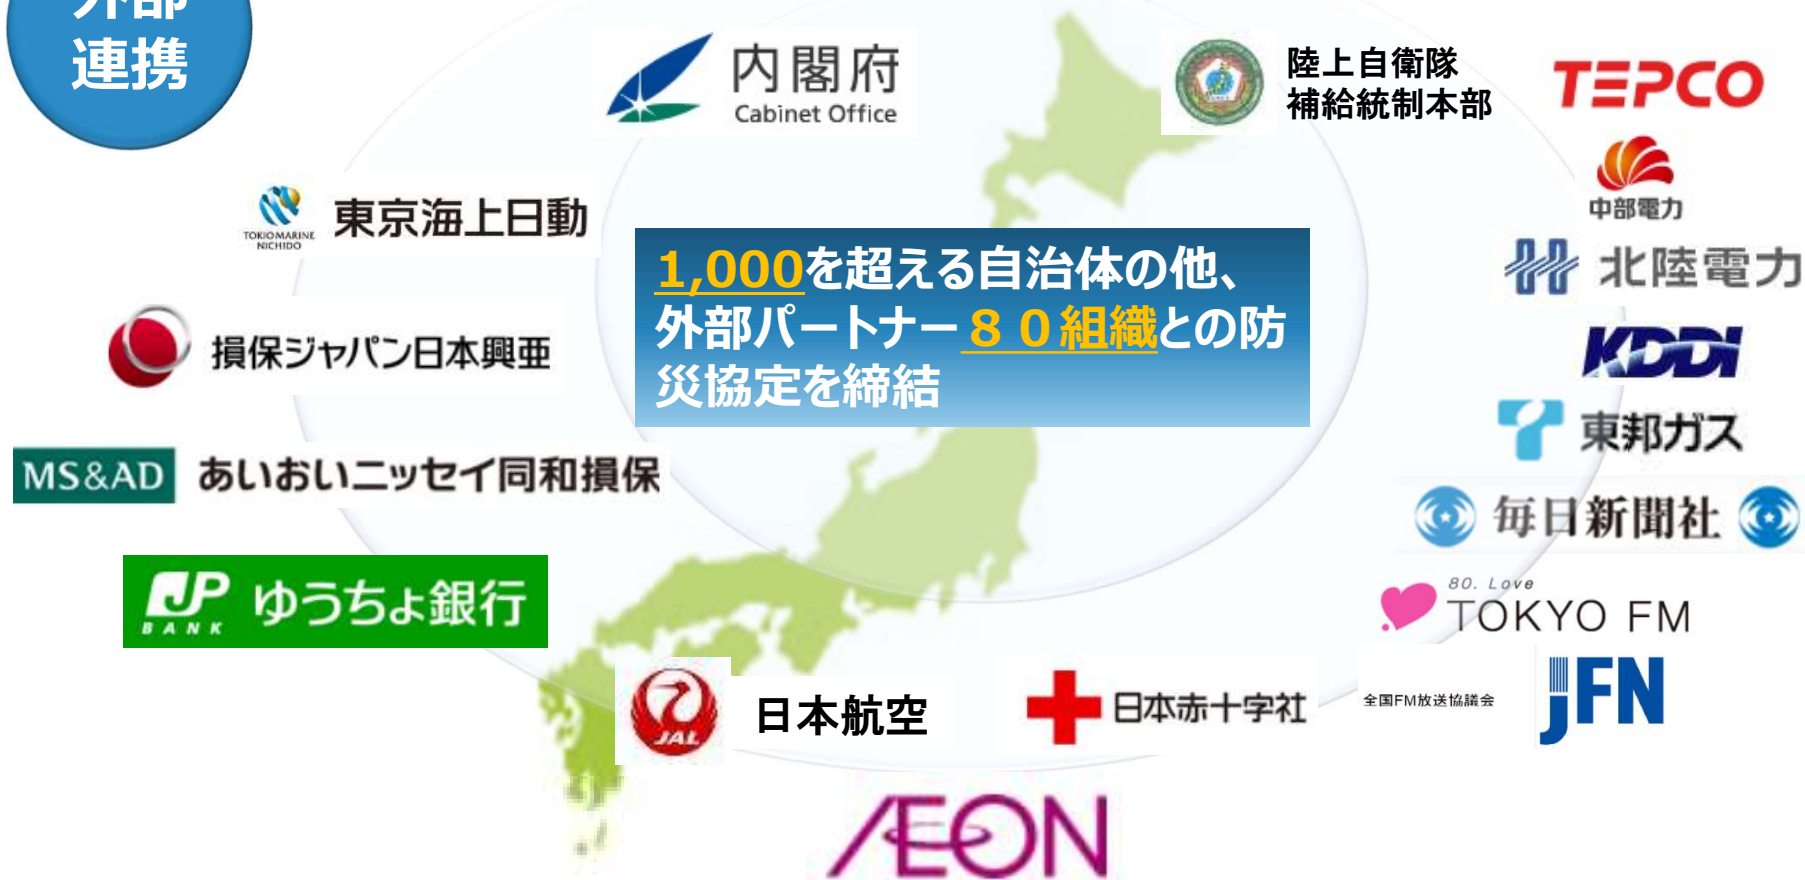 外部
連携
内閣府
Cabinet Office
陸上自衛隊
補給統制本部
TEPCO
中部電力
TOKIOMARINE
NICHIDO
東京海上日動
北陸電力
1,000を超える自治体の他、
外部パートナー８０組織との防
災協定を締結
損保ジャパン日本興亜
KDDI
東邦ガス
MS&AD あいおいニッセイ同和損保
毎日新聞社
JP
BANK
ゆうちょ銀行
80. Love
TOKYO FM
JAL
日本航空
日本赤十字社
全国FM放送協議会
jFN
ÆON